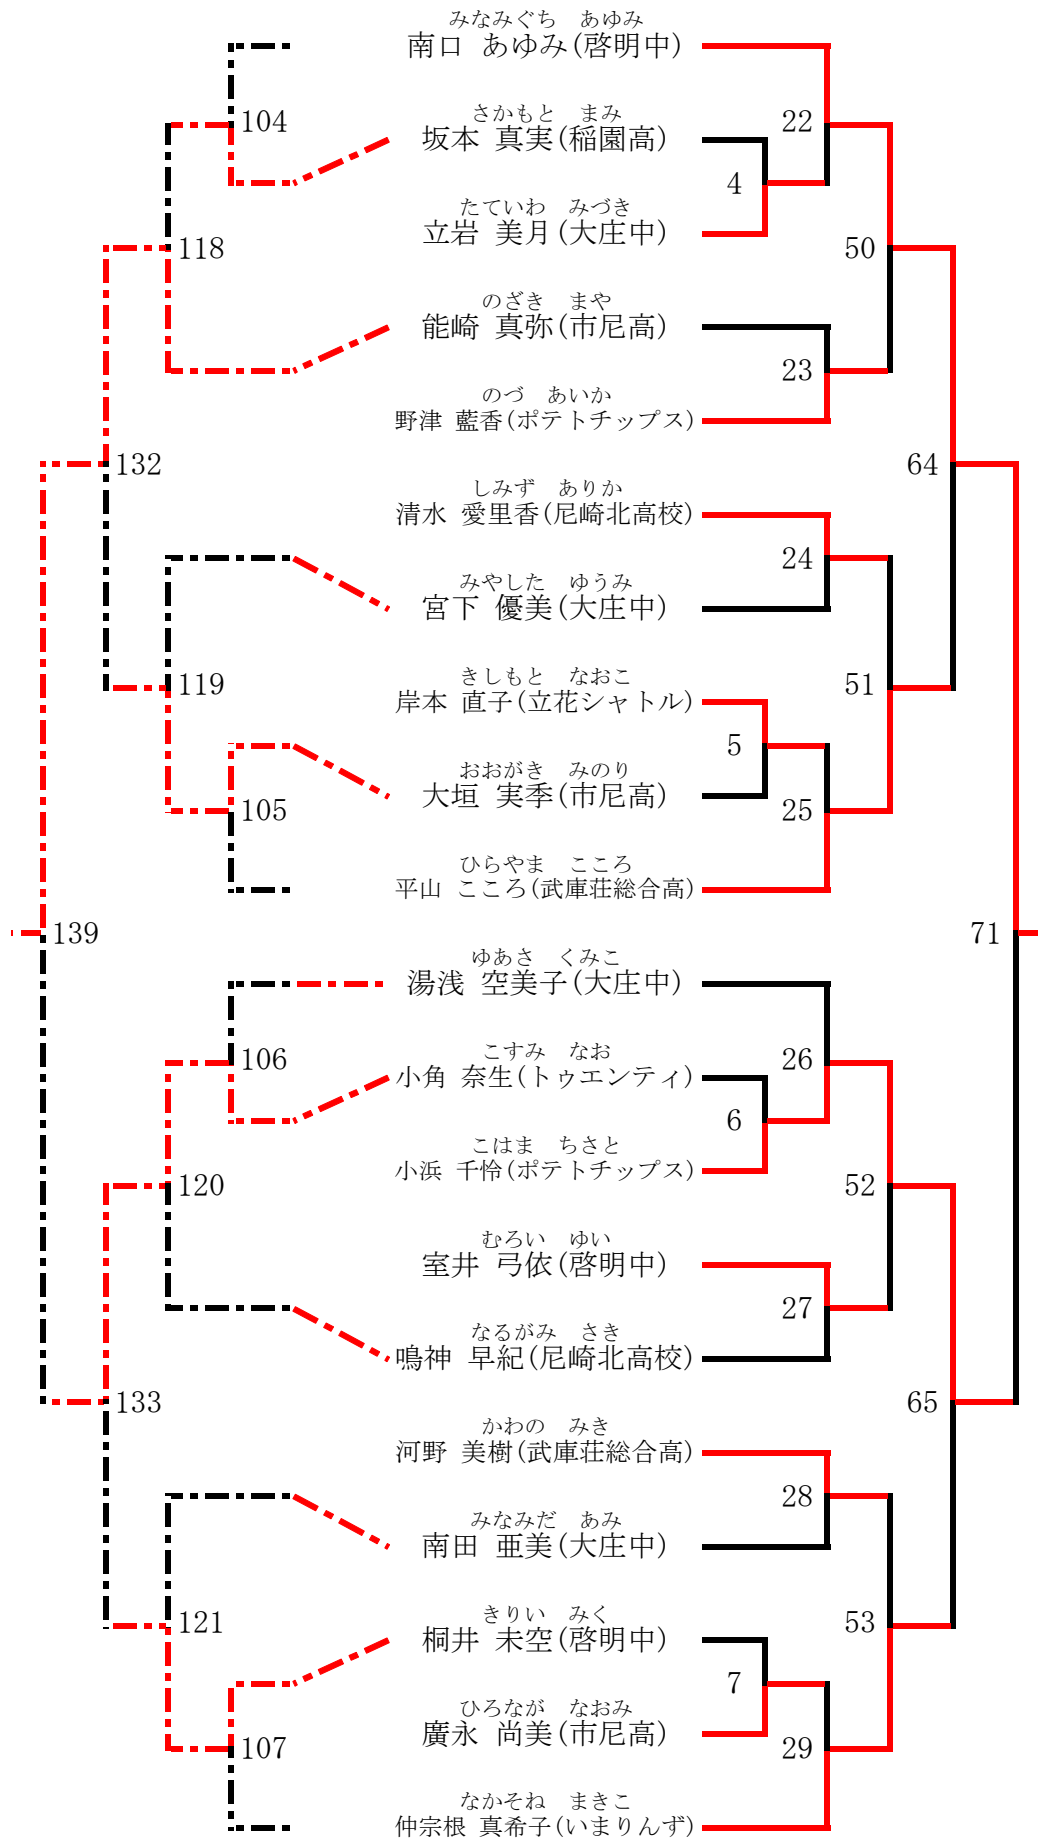 みなみぐち　あゆみ
南口 あゆみ(啓明中)
104
さかもと　まみ
坂本 真実(稲園高)
22
4
たていわ　みづき
立岩 美月(大庄中)
118
50
のざき　まや
能崎 真弥(市尼高)
23
のづ　あいか
野津 藍香(ポテトチップス)
132
64
しみず　ありか
清水 愛里香(尼崎北高校)
24
みやした　ゆうみ
宮下 優美(大庄中)
119
51
きしもと　なおこ
岸本 直子(立花シャトル)
5
おおがき　みのり
大垣 実季(市尼高)
105
25
ひらやま　こころ
平山 こころ(武庫荘総合高)
139
71
ゆあさ　くみこ
湯浅 空美子(大庄中)
106
26
こすみ　なお
小角 奈生(トゥエンティ)
6
こはま　ちさと
小浜 千怜(ポテトチップス)
120
52
むろい　ゆい
室井 弓依(啓明中)
27
なるがみ　さき
鳴神 早紀(尼崎北高校)
133
65
かわの　みき
河野 美樹(武庫荘総合高)
28
みなみだ　あみ
南田 亜美(大庄中)
121
53
きりい　みく
桐井 未空(啓明中)
7
ひろなが　なおみ
廣永 尚美(市尼高)
107
29
なかそね　まきこ
仲宗根 真希子(いまりんず)